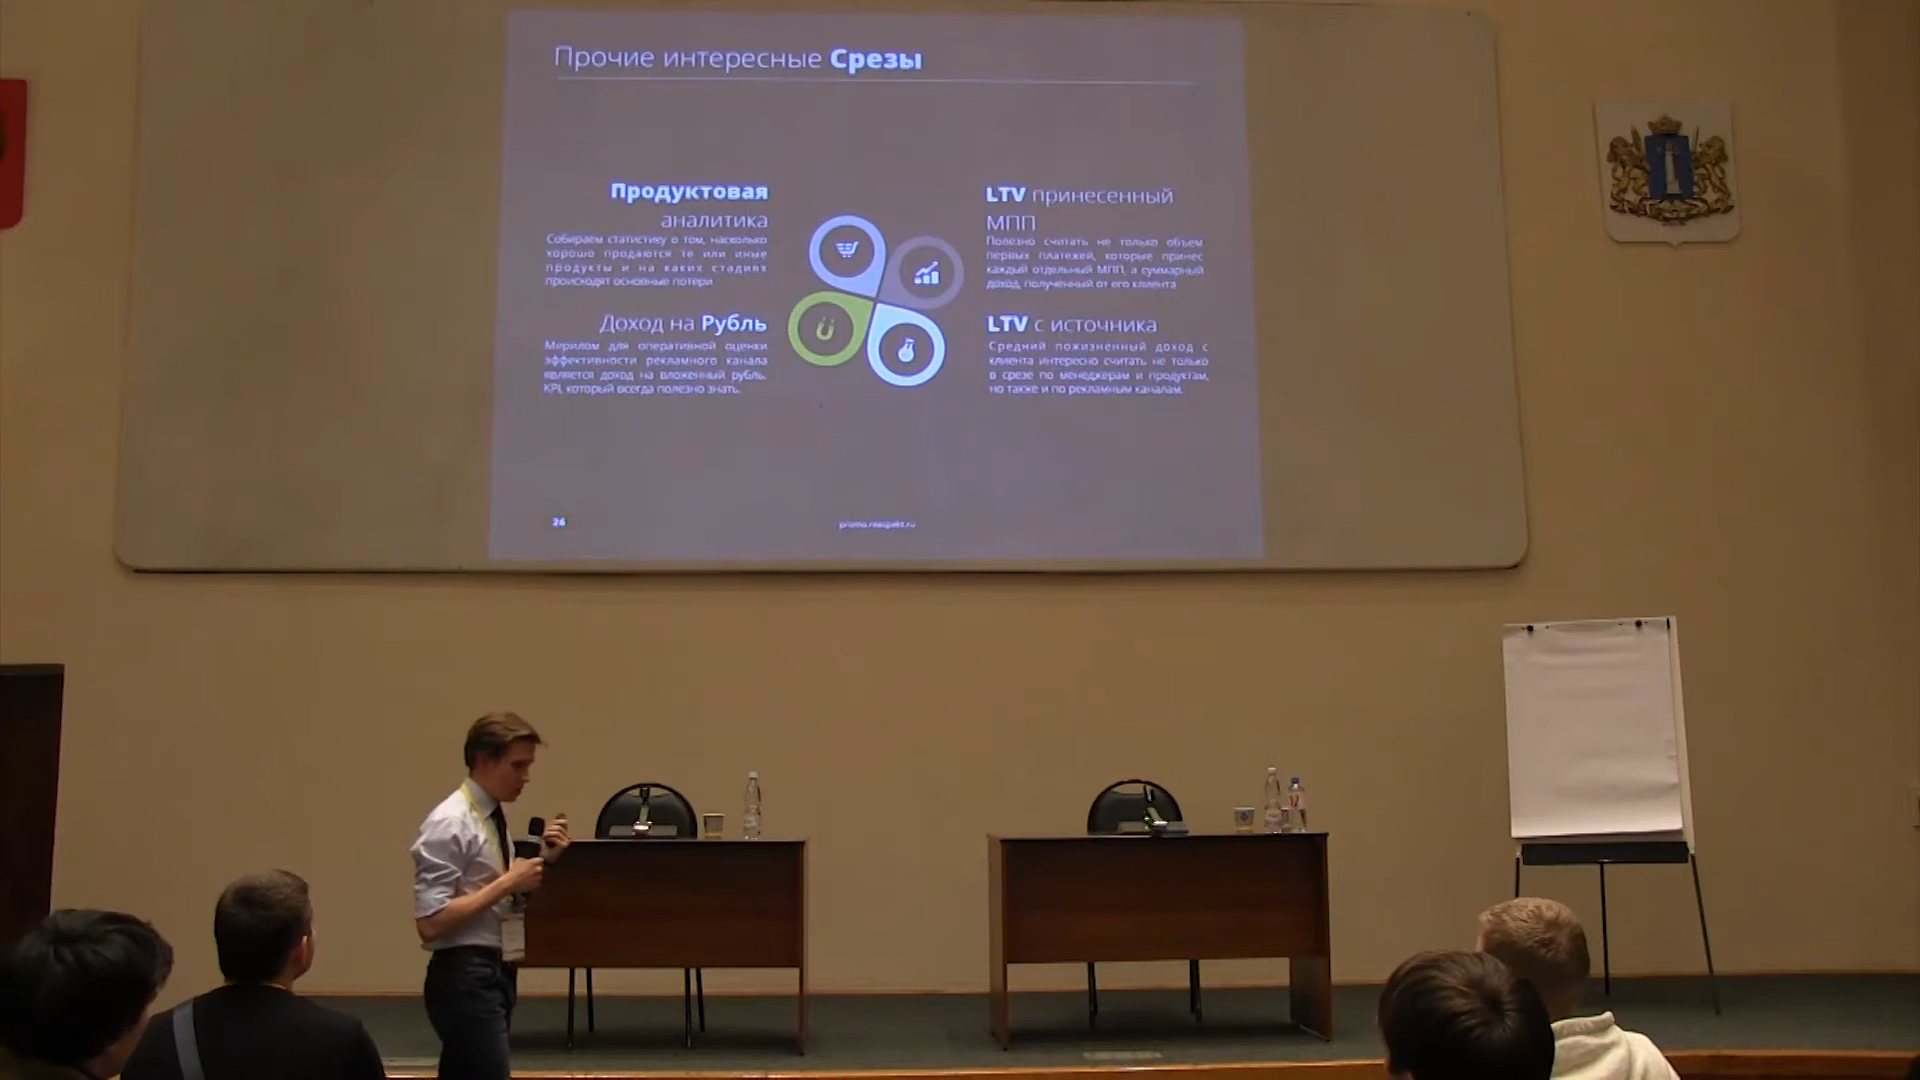 Прочие интересные Срезы
Продуктовая
аналитика
Собираем статистику о том, насколько
хорошо продаются те или иные
продукты и на каких стадиях
происходят основные потери
Доход на Рубль
Мерилом для оперативной оценки
эффективности рекламного канала
является доход на вложенный рубль.
KPI, который всегда полезно знать.
LTV принесенный
МПП
Полезно считать не только объем
первых платежей, которые принес
каждый отдельный МПП, а суммарный
доход, полученный от его клиента
LTV с источника
Средний пожизненный доход с
клиента интересно считать не только
в срезе по менеджерам и продуктам,
но также и по рекламным каналам.
26